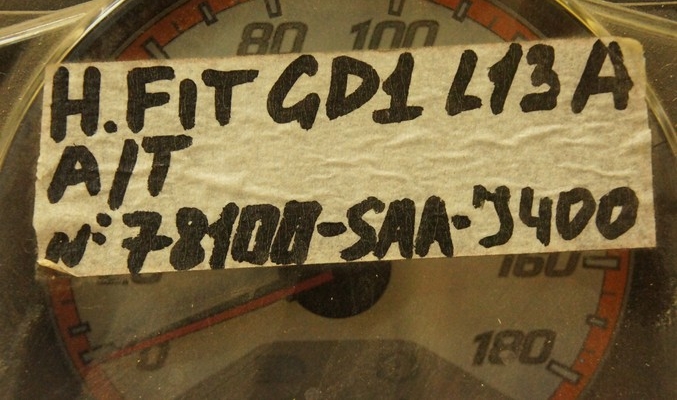 80 100
H.FIT GD1 L13A
A/T
N: 78100-SAA-J400
160
180